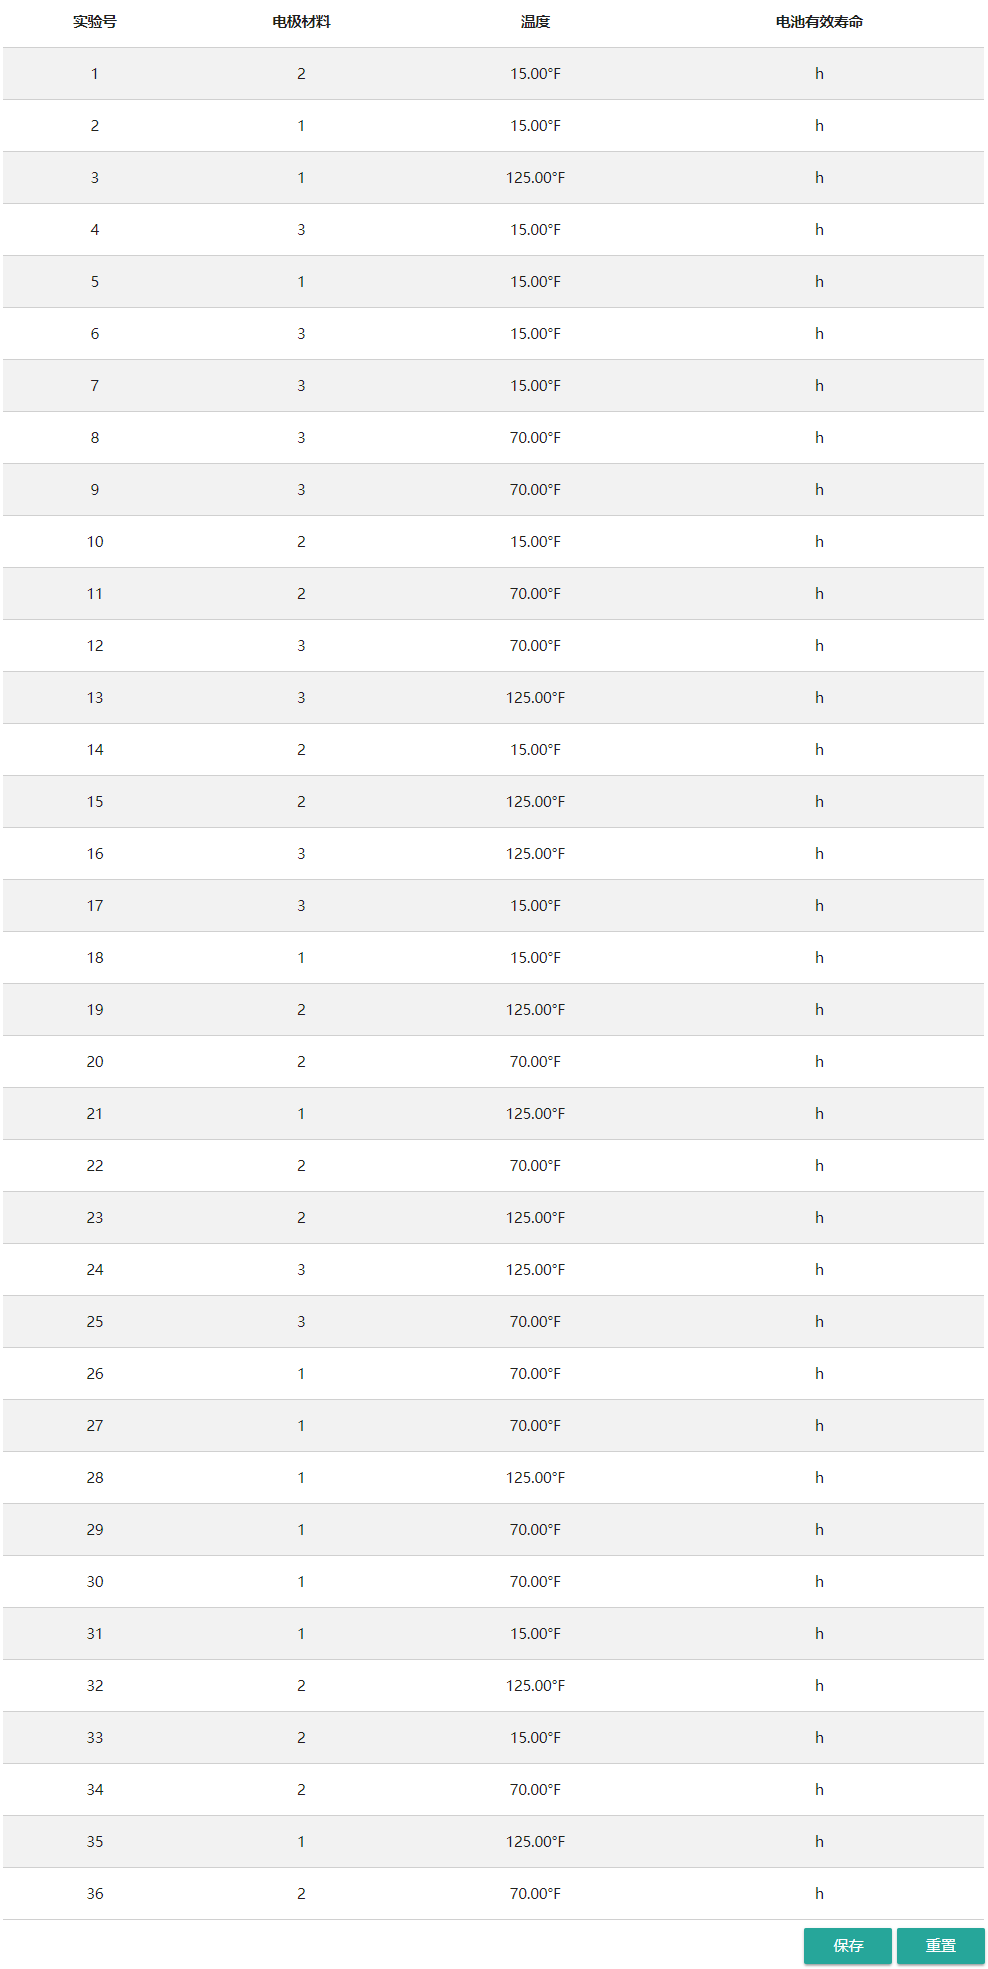 实验号 电极材料 温度 电池有效寿命
1 2 15.00°F h
2 1 15.00°F h
3 1 125.00°F h
4 3 15.00°F h
5 1 15.00°F h
6 3 15.00°F h
7 3 15.00°F h
8 3 70.00°F h
9 3 70.00°F h
10 2 15.00°F h
11 2 70.00°F h
12 3 70.00°F h
13 3 125.00°F h
14 2 15.00°F h
15 2 125.00°F h
16 3 125.00°F h
17 3 15.00°F h
18 1 15.00°F h
19 2 125.00°F h
20 2 70.00°F h
21 1 125.00°F h
22 2 70.00°F h
23 2 125.00°F h
24 3 125.00°F h
25 3 70.00°F h
26 1 70.00°F h
27 1 70.00°F h
28 1 125.00°F h
29 1 70.00°F h
30 1 70.00°F h
31 1 15.00°F h
32 2 125.00°F h
33 2 15.00°F h
34 2 70.00°F h
35 1 125.00°F h
36 2 70.00°F h
保存 重置